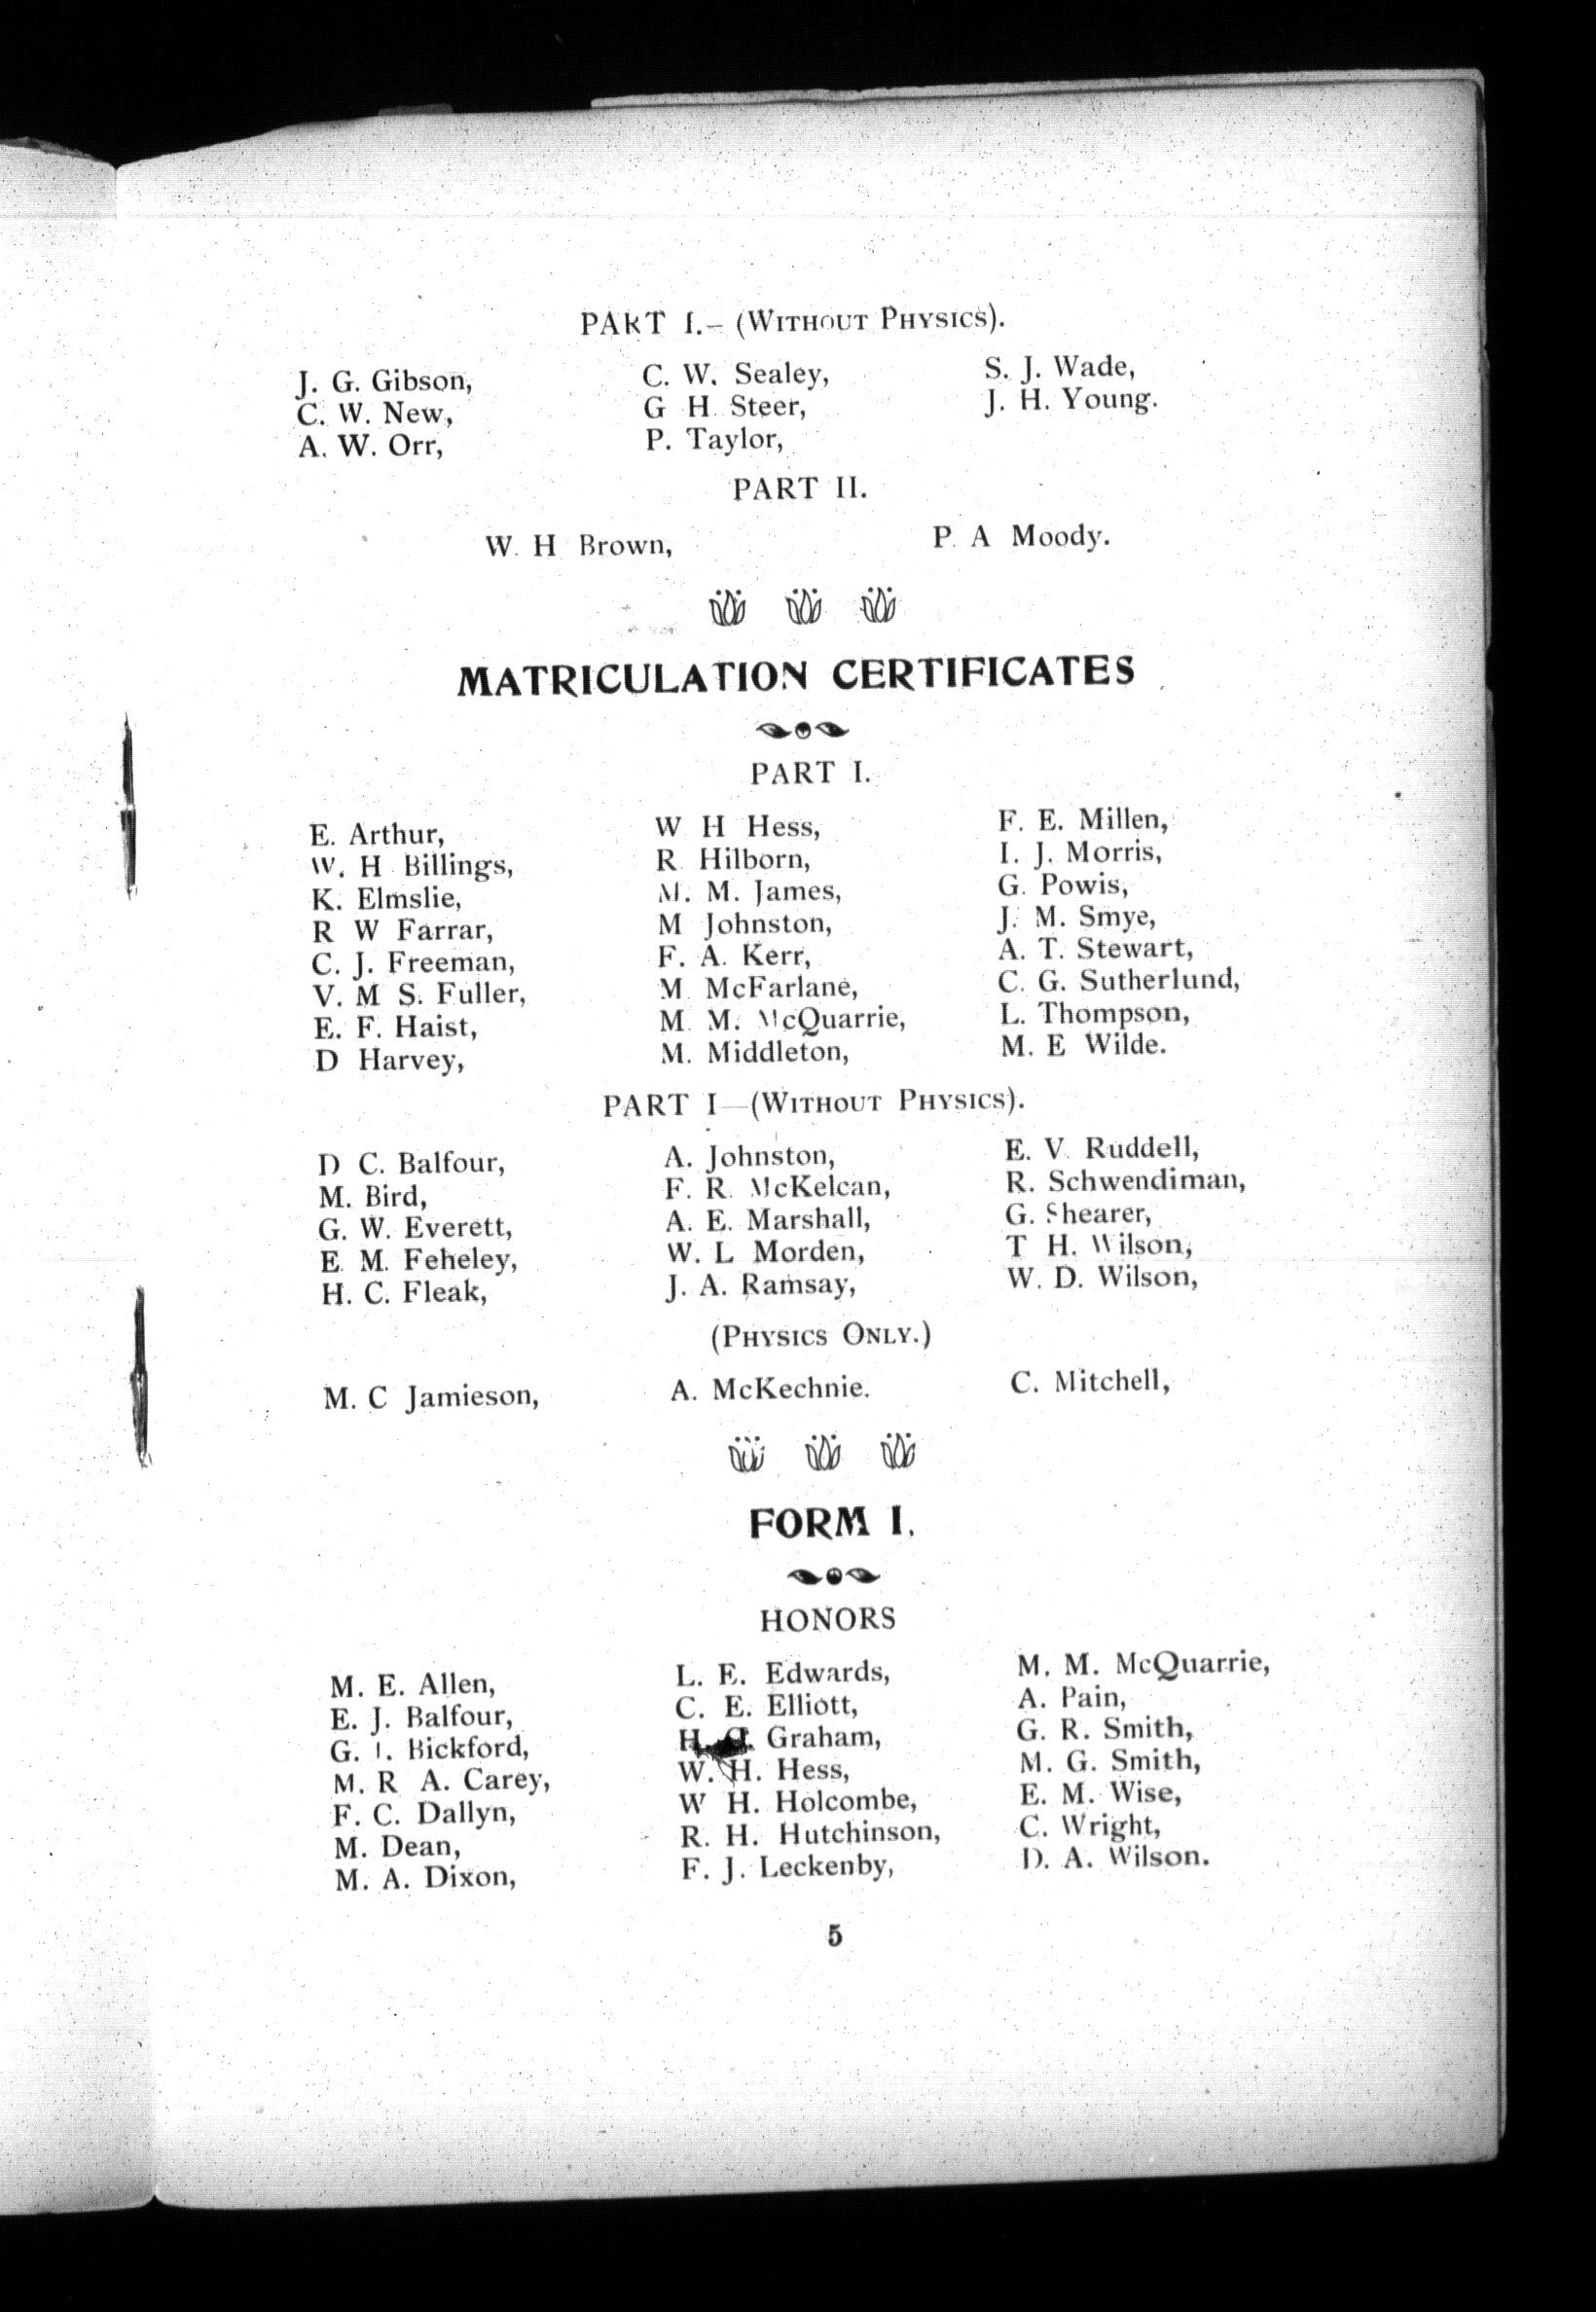 PART I.– (WITHOUT PHYSICS).
J. G. Gibson, C. W. Sealey, S. J. Wade,
C. W. New, G H. Steer, J. H. Young.
A. W. Orr, P. Taylor,
PART II.
W. H Brown, P. A Moody.
MATRICULATION CERTIFICATES
PART I.
E. Arthur, W H Hess, F. E. Millen,
W. H Billings, R. Hilborn, I. J. Morris,
K. Elmslie, M. M. James, G. Powis,
R W Farrar, M Johnston, J. M. Smye,
C. J. Freeman, F. A. Kerr, A. T. Stewart,
V. M S. Fuller, M. McFarlane, C. G. Sutherlund,
E. F. Haist, M. M. McQuarrie, L. Thompson,
D Harvey, M. Middleton, M. E Wilde.
PART I—(WITHOUT PHYSICS).
D C. Balfour, A. Johnston, E. V. Ruddell,
M. Bird, F. R. McKelcan, R. Schwendiman,
G. W. Everett, A. E. Marshall, G. Shearer,
E. M. Feheley, W. L Morden, T H. Wilson,
H. C. Fleak, J. A. Ramsay, W. D. Wilson,
(PHYSICS ONLY.)
M. C Jamieson, A. McKechnie. C. Mitchell,
FORM I.
HONORS
M. E. Allen, L. E. Edwards, M. M. McQuarrie,
E. J. Balfour, C. E. Elliott, A. Pain,
G. Bickford, H. Graham, G. R. Smith,
M. R A. Carey, W. H. Hess, M. G. Smith,
F. C. Dallyn, W H. Holcombe, E. M. Wise,
M. Dean, R. H. Hutchinson, C. Wright,
M. A. Dixon, F. J. Leckenby, D. A. Wilson.
5